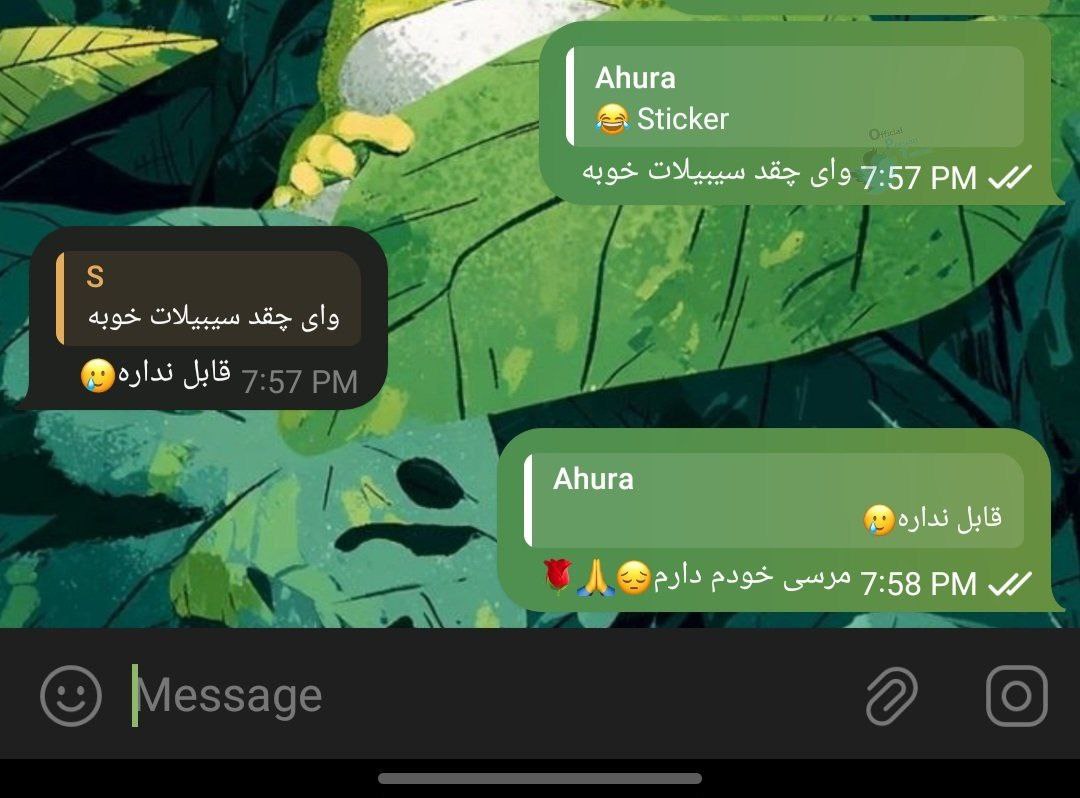 Ahura
😂 Sticker
وای چقد سیبیلات خوبه 7:57 PM
S
وای چقد سیبیلات خوبه
قابل نداره🥲 7:57 PM
Ahura
قابل نداره🥲
مرسی خودم دارم😔🙏🌹 7:58 PM
Message